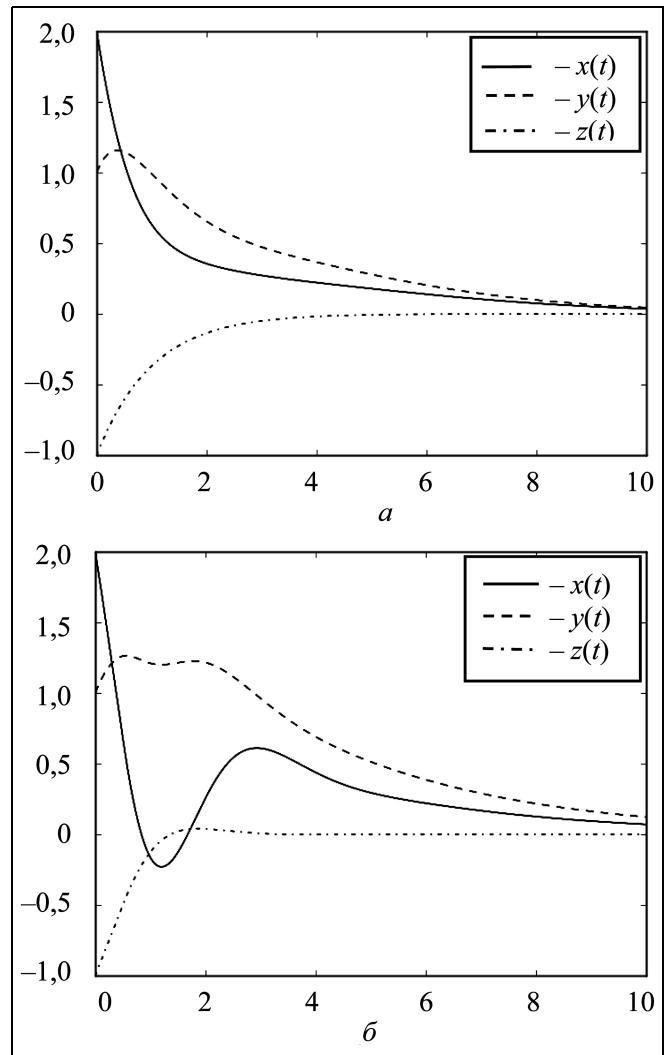 2,0
1,5
1,0
0,5
0
–0,5
–1,0
– x(t)
– y(t)
– z(t)
0 2 4 6 8 10
а
2,0
1,5
1,0
0,5
0
–0,5
–1,0
– x(t)
– y(t)
– z(t)
0 2 4 6 8 10
б